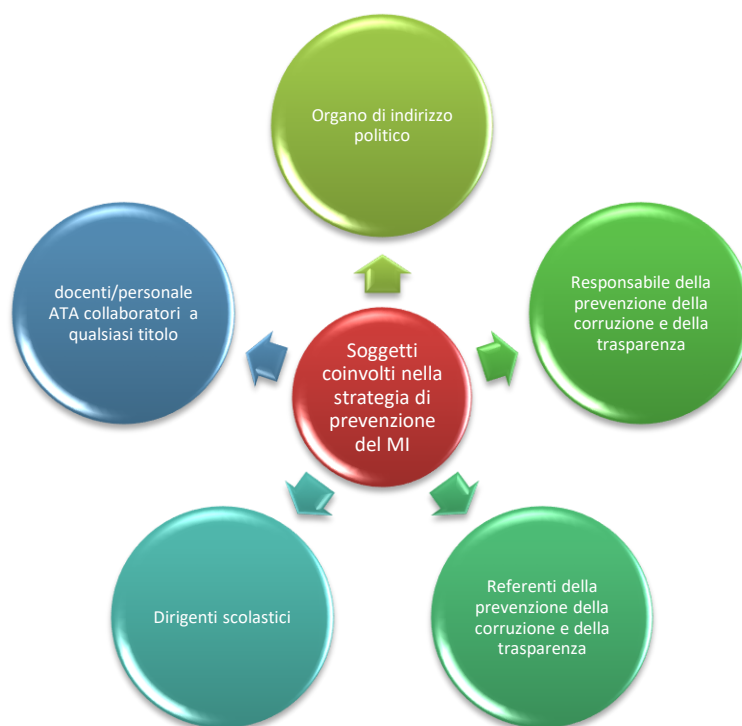 Organo di indirizzo
politico
docenti/personale
ATA collaboratori a
qualsiasi titolo
Responsabile della
prevenzione della
corruzione e della
trasparenza
Soggetti
coinvolti nella
strategia di
prevenzione
del MI
Dirigenti scolastici
Referenti della
prevenzione della
corruzione e della
trasparenza